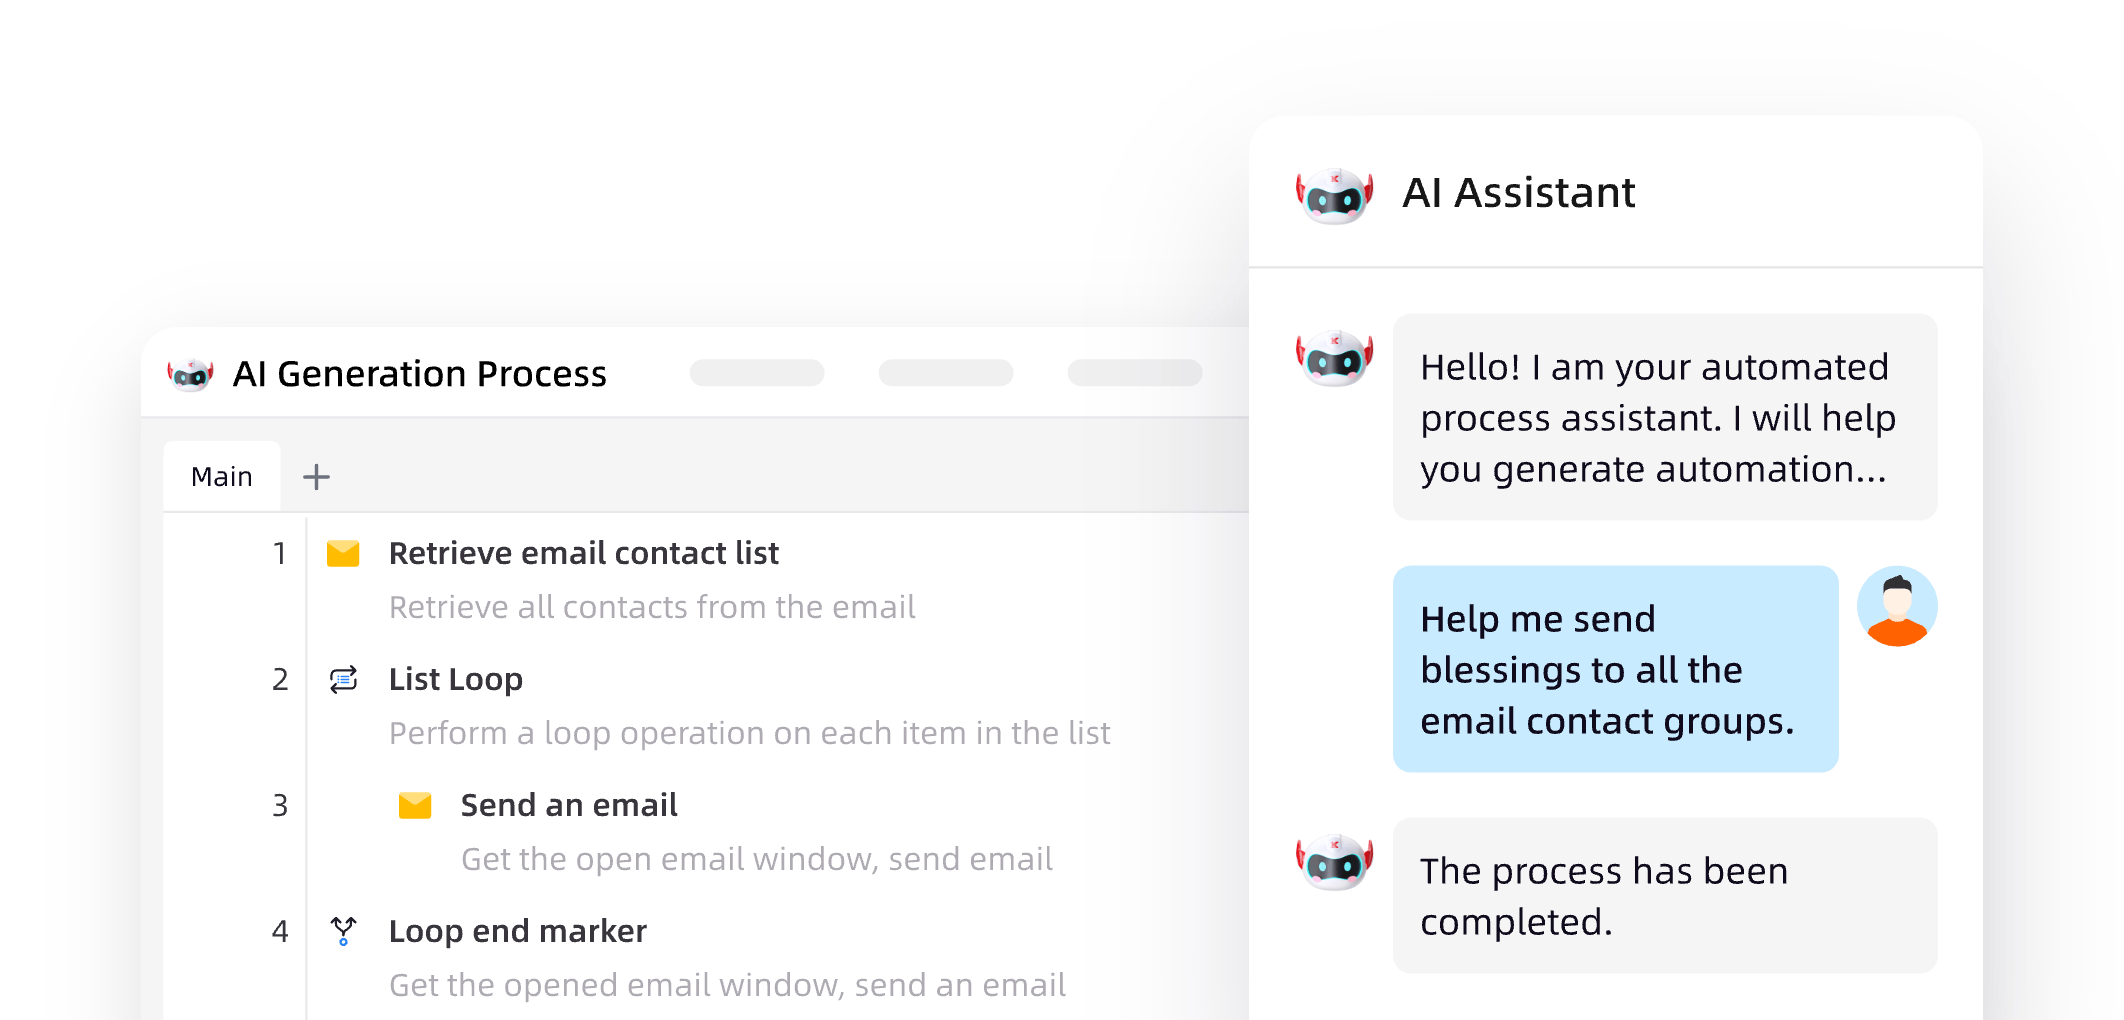 AI Generation Process
Main
1
Retrieve email contact list
Retrieve all contacts from the email
2
List Loop
Perform a loop operation on each item in the list
3
Send an email
Get the open email window, send email
4
Loop end marker
Get the opened email window, send an email
AI Assistant
Hello! I am your automated
process assistant. I will help
you generate automation...
Help me send
blessings to all the
email contact groups.
The process has been
completed.